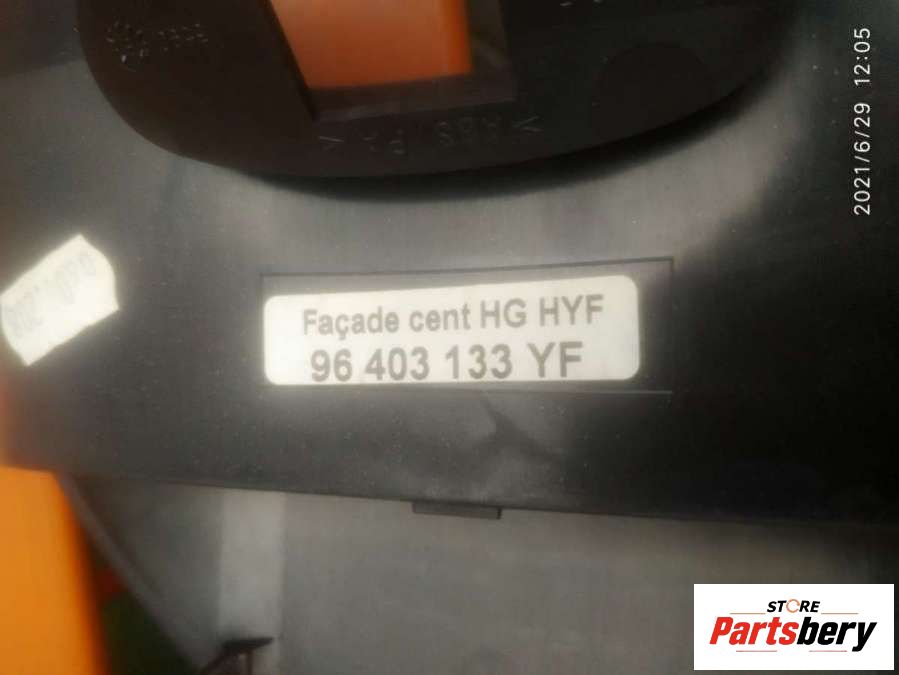 2021/6/29 12:05
Façade cent HG HYF
96 403 133 YF
STORE
Partsbery